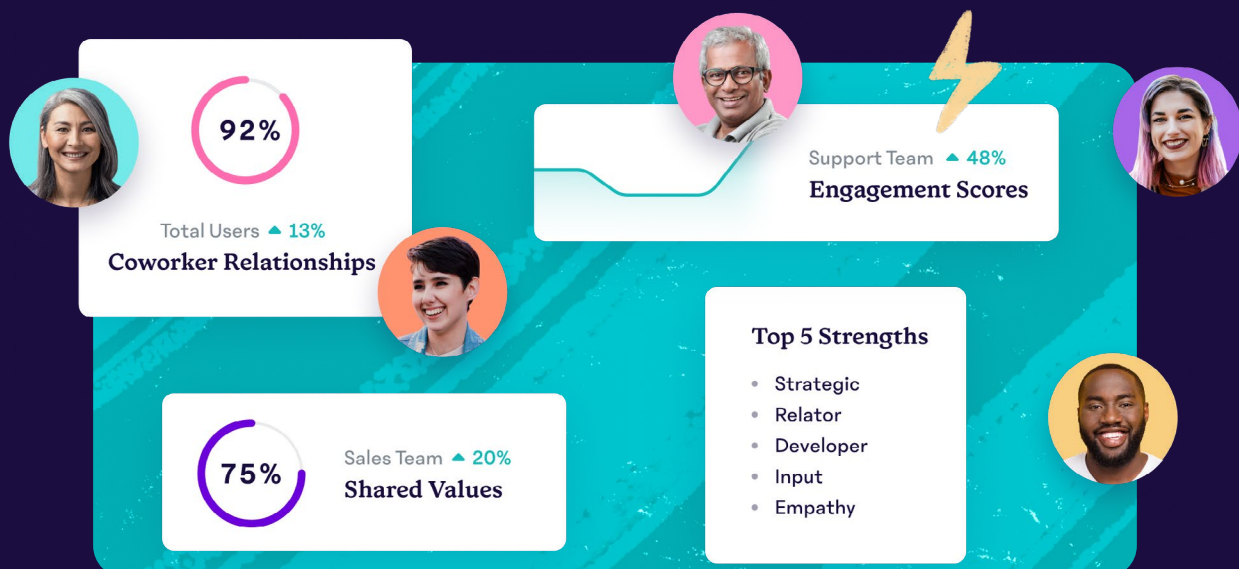 92%
Total Users ▲ 13%
Coworker Relationships
Support Team ▲ 48%
Engagement Scores
75%
Sales Team ▲ 20%
Shared Values
Top 5 Strengths
• Strategic
• Relator
• Developer
• Input
• Empathy